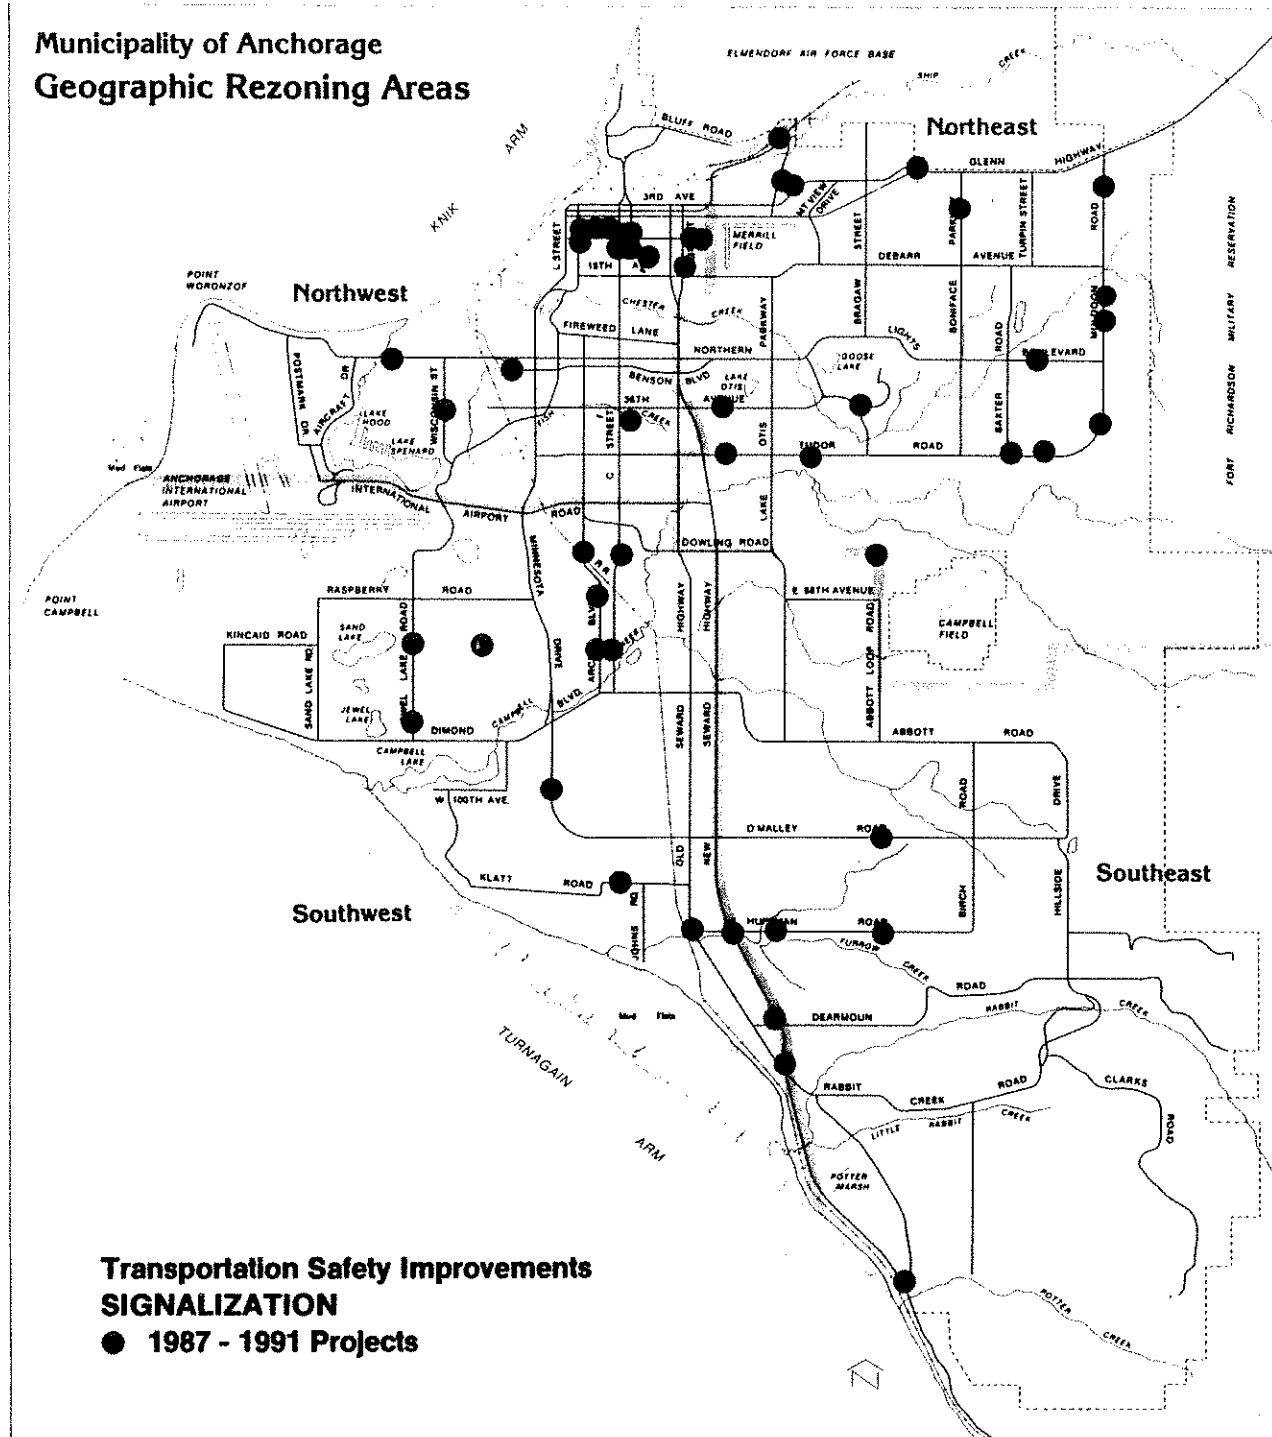 Municipality of Anchorage
Geographic Rezoning Areas
ELMENDORF AIR FORCE BASE
SHIP CREEK
BLUFF ROAD
Northeast
GLENN HIGHWAY
KNIK ARM
3RD AVE
MT VIEW DRIVE
MERRILL FIELD
L STREET
15TH
BRAGAW STREET
BONIFACE
TURPIN STREET
ROAD
DEBARR AVENUE
FORT RICHARDSON MILITARY RESERVATION
POINT WORONZOF
Northwest
CHESTER CREEK
FIREWEED LANE
PARKWAY
NORTHERN LIGHTS
BENSON BLVD
LAKE OTIS
GOOSE LAKE
36TH AVENUE
FISH CREEK
BAXTER ROAD
POSTMARK DR
AIRCRAFT
LAKE HOOD
LAKE SPENARD
WISCONSIN ST
C STREET
LAKE OTIS
TUDOR ROAD
Mud Flats
ANCHORAGE INTERNATIONAL AIRPORT
INTERNATIONAL AIRPORT ROAD
DOWLING ROAD
MINNESOTA DRIVE
RR
POINT CAMPBELL
RASPBERRY ROAD
KINCAID ROAD
SAND LAKE
SAND LAKE RD
LAKE ROAD
JEWEL LAKE
DIMOND BLVD
CAMPBELL
CAMPBELL LAKE
E 68TH AVENUE
CAMPBELL FIELD
ABBOTT LOOP ROAD
ABBOTT ROAD
W 100TH AVE.
OLD SEWARD HIGHWAY
NEW SEWARD HIGHWAY
O'MALLEY
BIRCH ROAD
HILLSIDE DRIVE
KLATT ROAD
JOHNS RD
Southeast
Southwest
FURROW CREEK
DEARMOUN ROAD
RABBIT CREEK
Mud Flats
TURNAGAIN ARM
RABBIT CREEK ROAD
CLARKS ROAD
LITTLE RABBIT CREEK
POTTER MARSH
POTTER CREEK
Transportation Safety Improvements
SIGNALIZATION
1987 - 1991 Projects